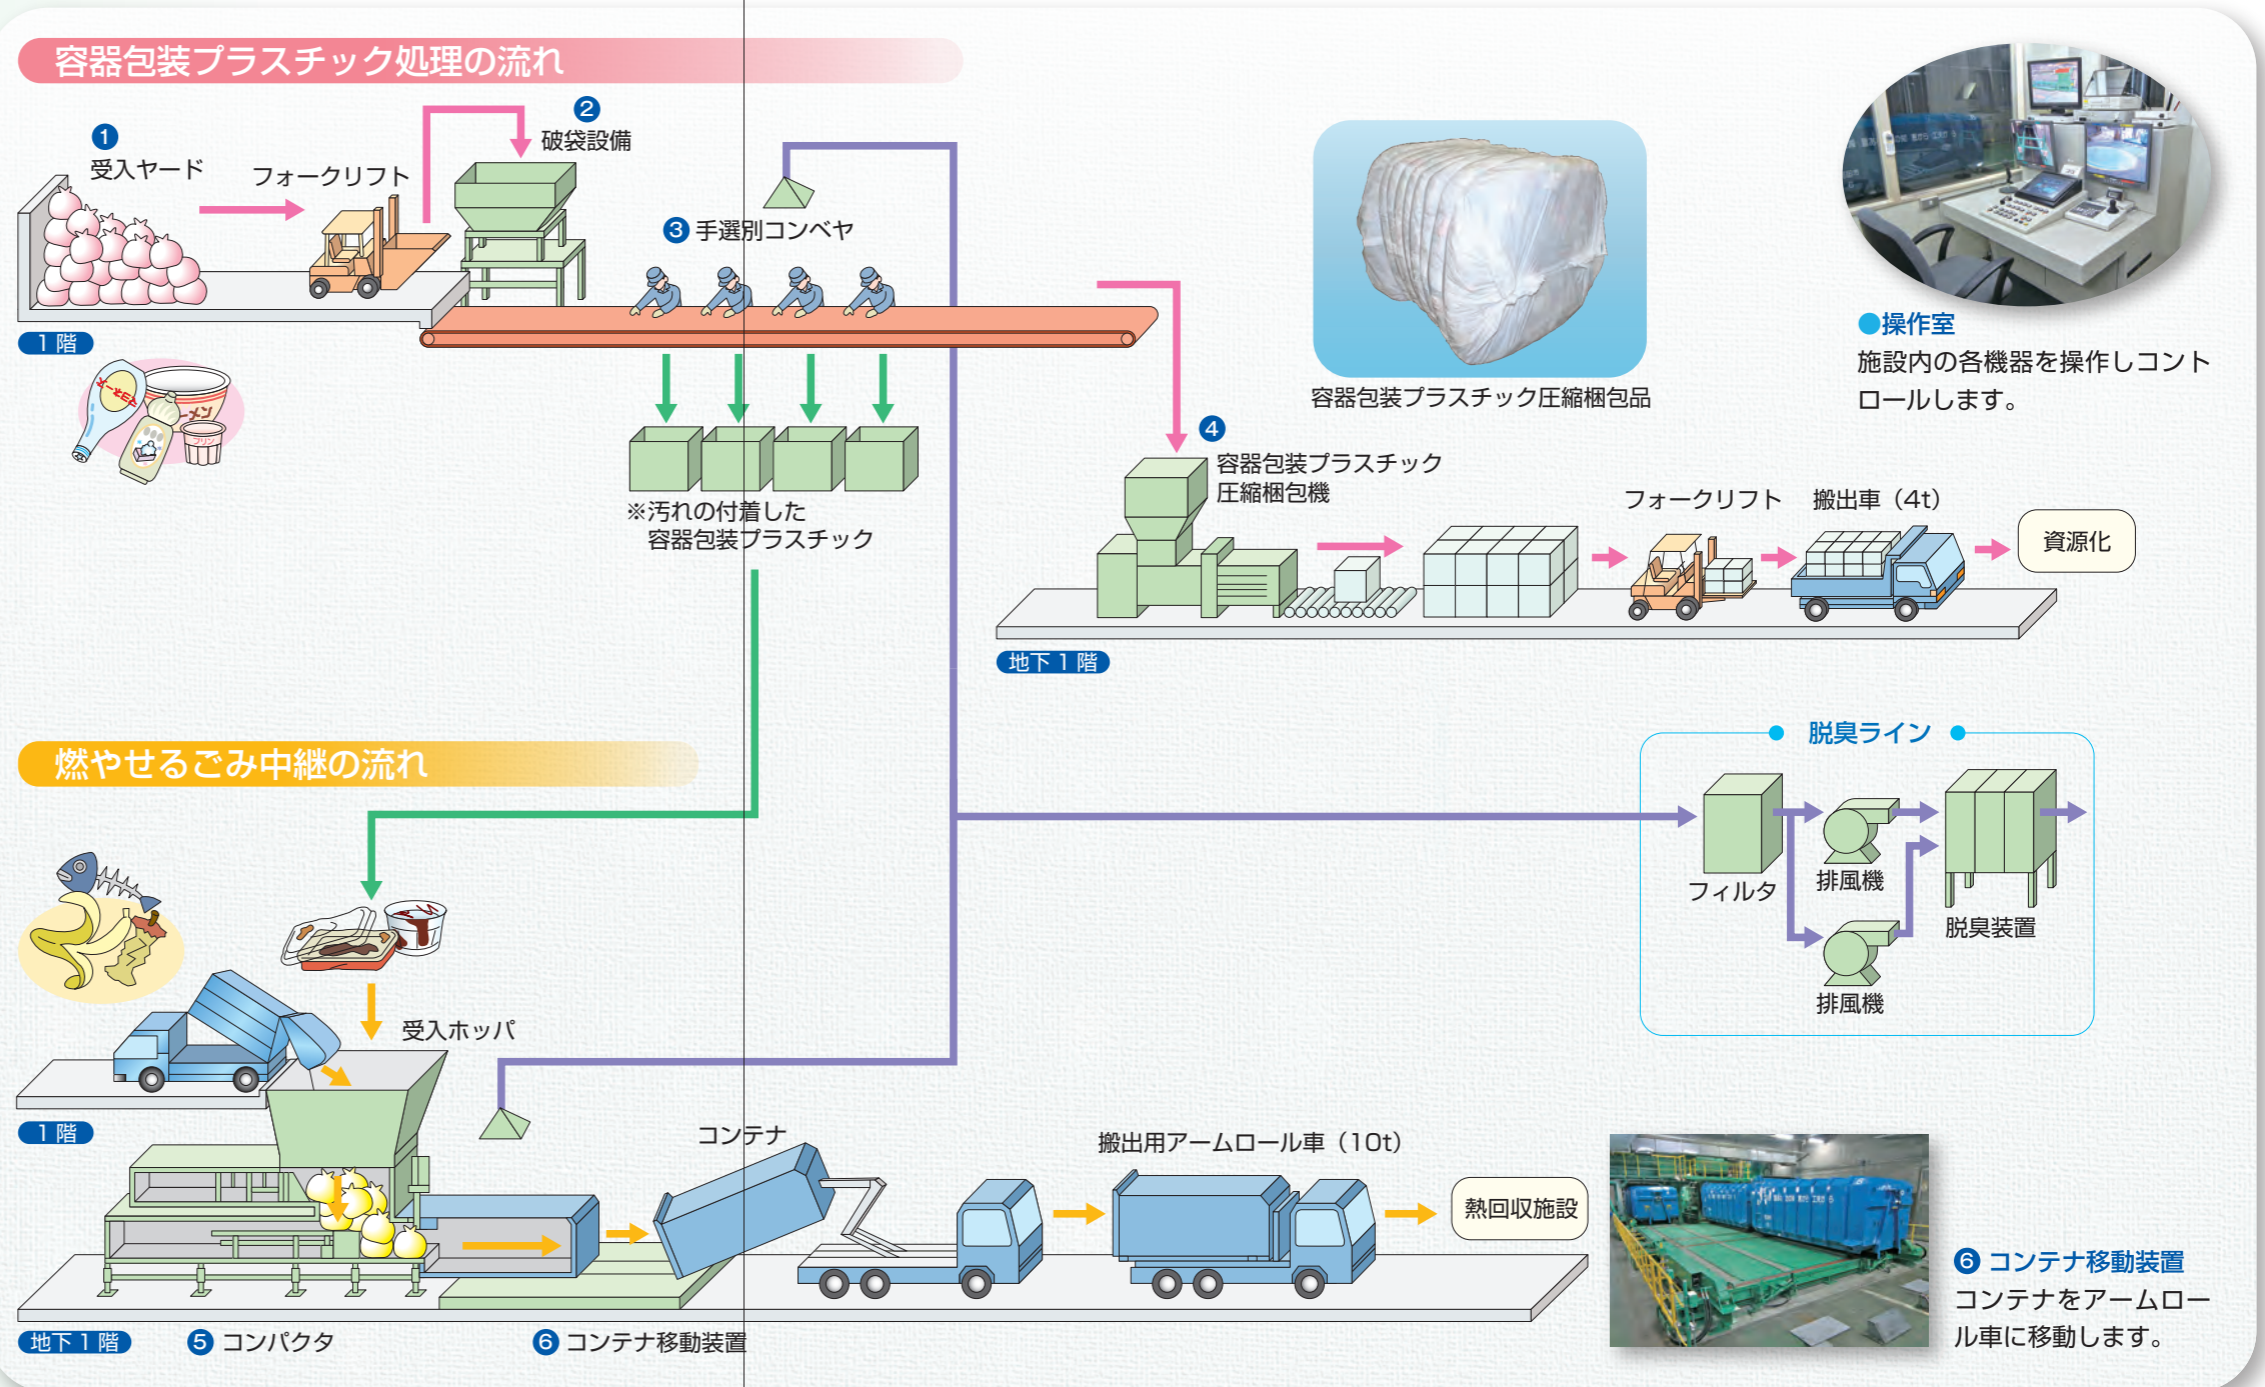 容器包装プラスチック処理の流れ
1
受入ヤード
フォークリフト
2
破袋設備
3 手選別コンベヤ
1階
ラーメン
プリン
※汚れの付着した
容器包装プラスチック
容器包装プラスチック圧縮梱包品
●操作室
施設内の各機器を操作しコント
ロールします。
4
容器包装プラスチック
圧縮梱包機
フォークリフト
搬出車（4t）
資源化
地下1階
燃やせるごみ中継の流れ
受入ホッパ
1階
コンテナ
搬出用アームロール車（10t）
熱回収施設
地下1階
5 コンパクタ
6 コンテナ移動装置
脱臭ライン
フィルタ
排風機
排風機
脱臭装置
6 コンテナ移動装置
コンテナをアームロー
ル車に移動します。